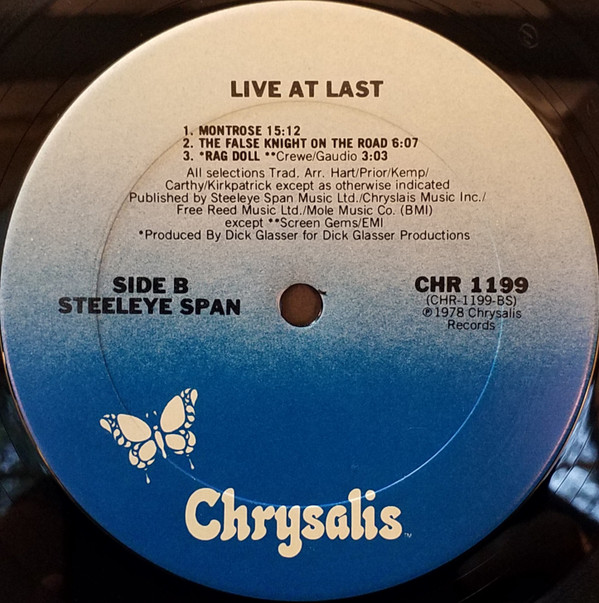 LIVE AT LAST
1. MONTROSE 15:12
2. THE FALSE KNIGHT ON THE ROAD 6:07
3. *RAG DOLL **Crewe/Gaudio 3:03
All selections Trad. Arr. Hart/Prior/Kemp/
Carthy/Kirkpatrick except as otherwise indicated
Published by Steeleye Span Music Ltd./Chryslais Music Inc./
Free Reed Music Ltd./Mole Music Co. (BMI)
except **Screen Gems/EMI
*Produced By Dick Glasser for Dick Glasser Productions
SIDE B
STEELEYE SPAN
CHR 1199
(CHR-1199-BS)
℗1978 Chrysalis
Records
Chrysalis
TM